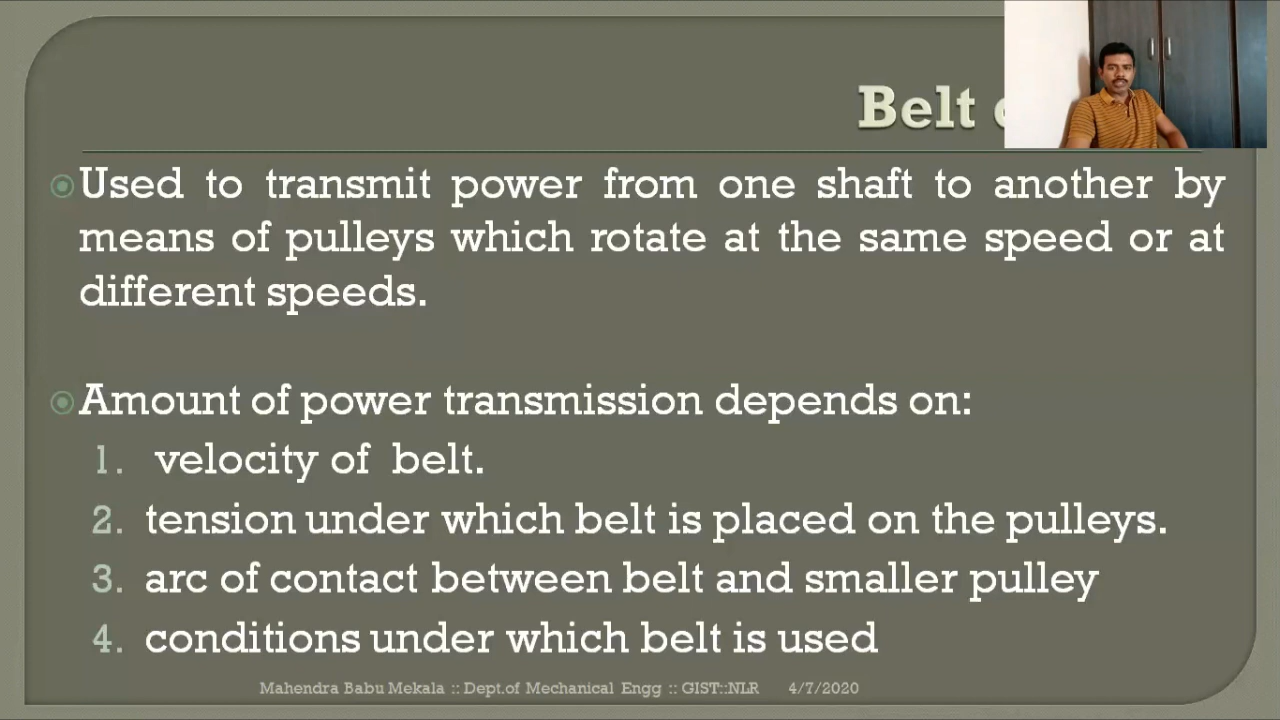 Belt
Used to transmit power from one shaft to another by
means of pulleys which rotate at the same speed or at
different speeds.
Amount of power transmission depends on:
1. velocity of belt.
2. tension under which belt is placed on the pulleys.
3. arc of contact between belt and smaller pulley
4. conditions under which belt is used
Mahendra Babu Mekala :: Dept.of Mechanical Engg :: GIST::NLR 4/7/2020